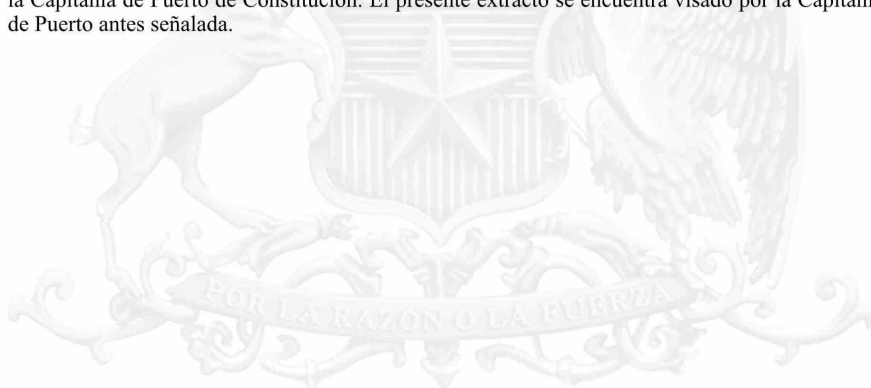 la Capitanía de Puerto de Constitución. El presente extracto se encuentra visado por la Capitanía
de Puerto antes señalada.
POR LA RAZÓN O LA FUERZA